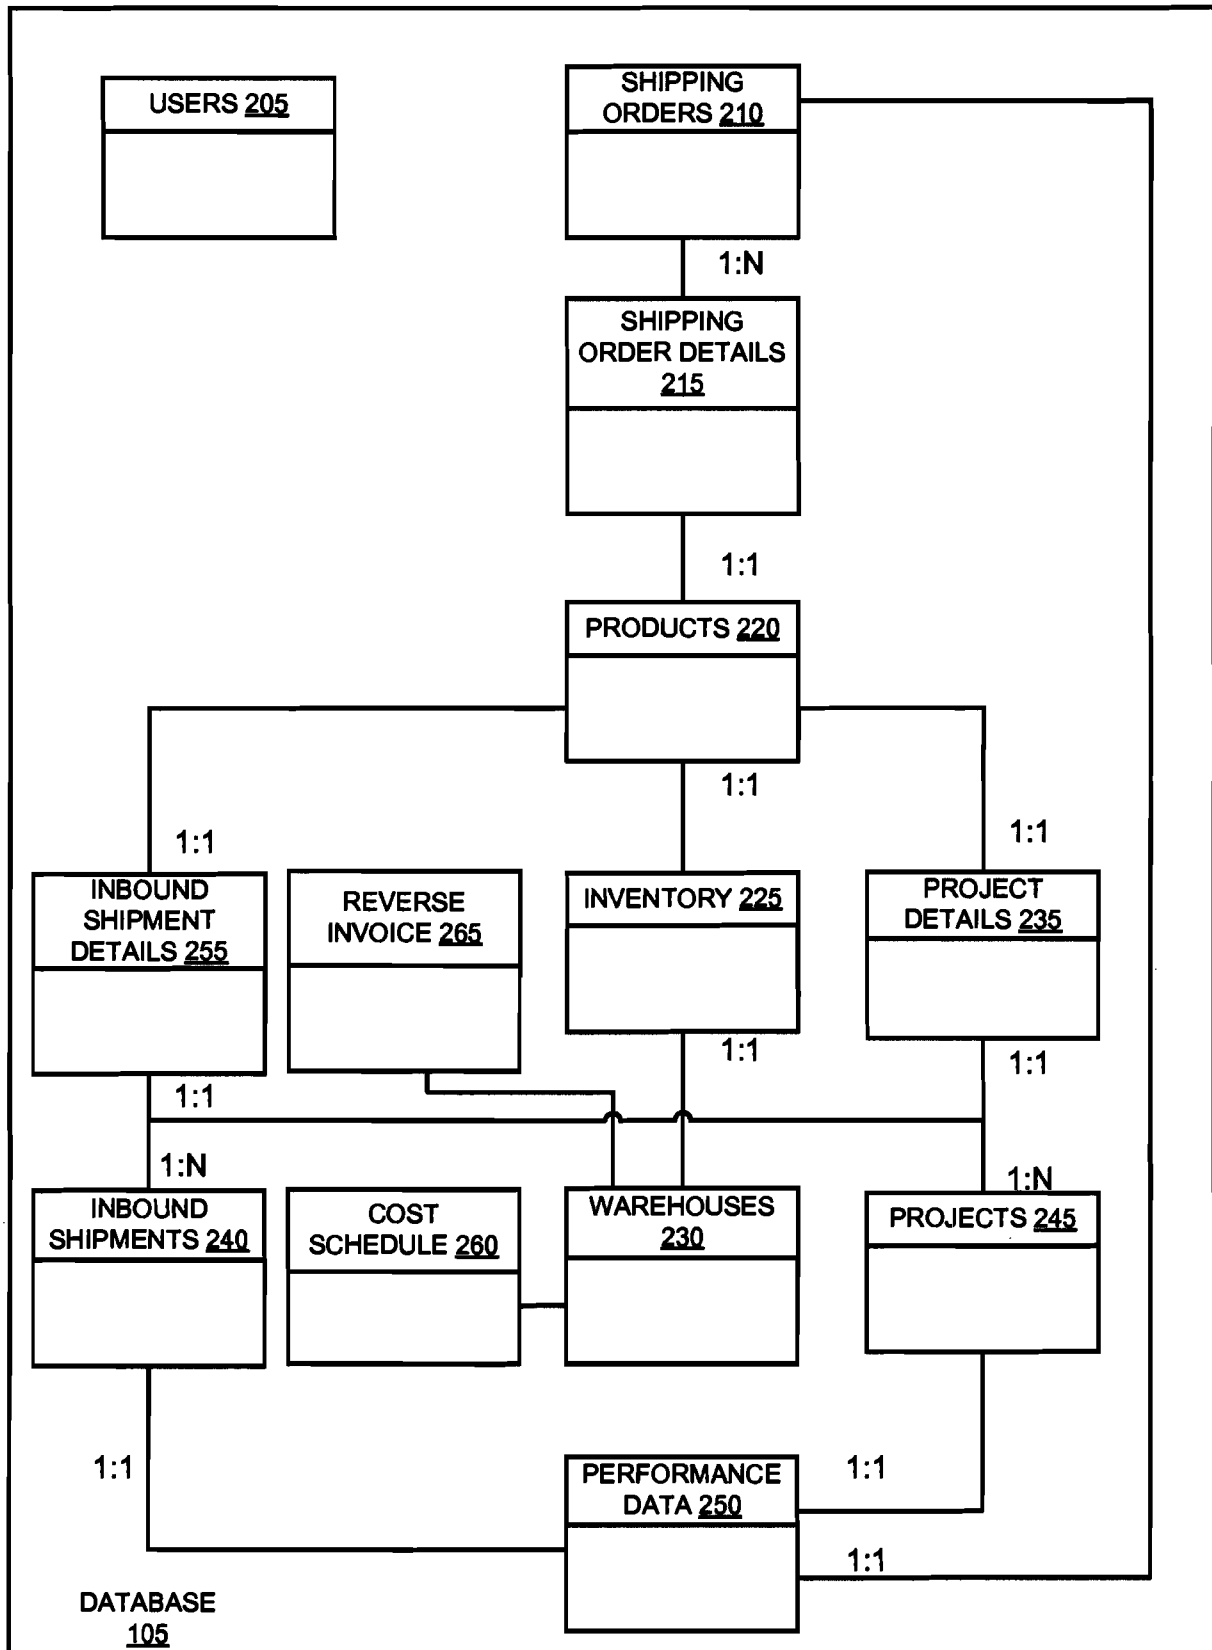 USERS 205
SHIPPING
ORDERS 210
1:N
SHIPPING
ORDER DETAILS
215
1:1
PRODUCTS 220
1:1
1:1
1:1
INBOUND
SHIPMENT
DETAILS 255
REVERSE
INVOICE 265
INVENTORY 225
PROJECT
DETAILS 235
1:1
1:1
1:1
1:N
1:N
INBOUND
SHIPMENTS 240
COST
SCHEDULE 260
WAREHOUSES
230
PROJECTS 245
1:1
1:1
PERFORMANCE
DATA 250
1:1
DATABASE
105